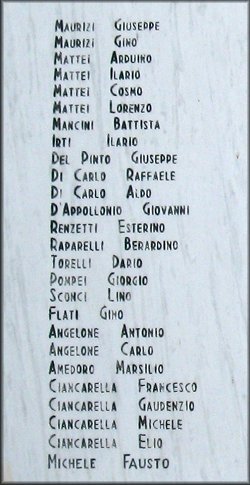 Maurizi Giuseppe
Maurizi Gino
Mattei Arduino
Mattei Ilario
Mattei Cosmo
Mattei Lorenzo
Mancini Battista
Irti Ilario
Del Pinto Giuseppe
Di Carlo Raffaele
Di Carlo Aldo
D'Appollonio Giovanni
Renzetti Esterino
Raparelli Berardino
Torelli Dario
Pompei Giorgio
Sconci Lino
Flati Gino
Angelone Antonio
Angelone Carlo
Amedoro Marsilio
Ciancarella Francesco
Ciancarella Gaudenzio
Ciancarella Michele
Ciancarella Elio
Michele Fausto